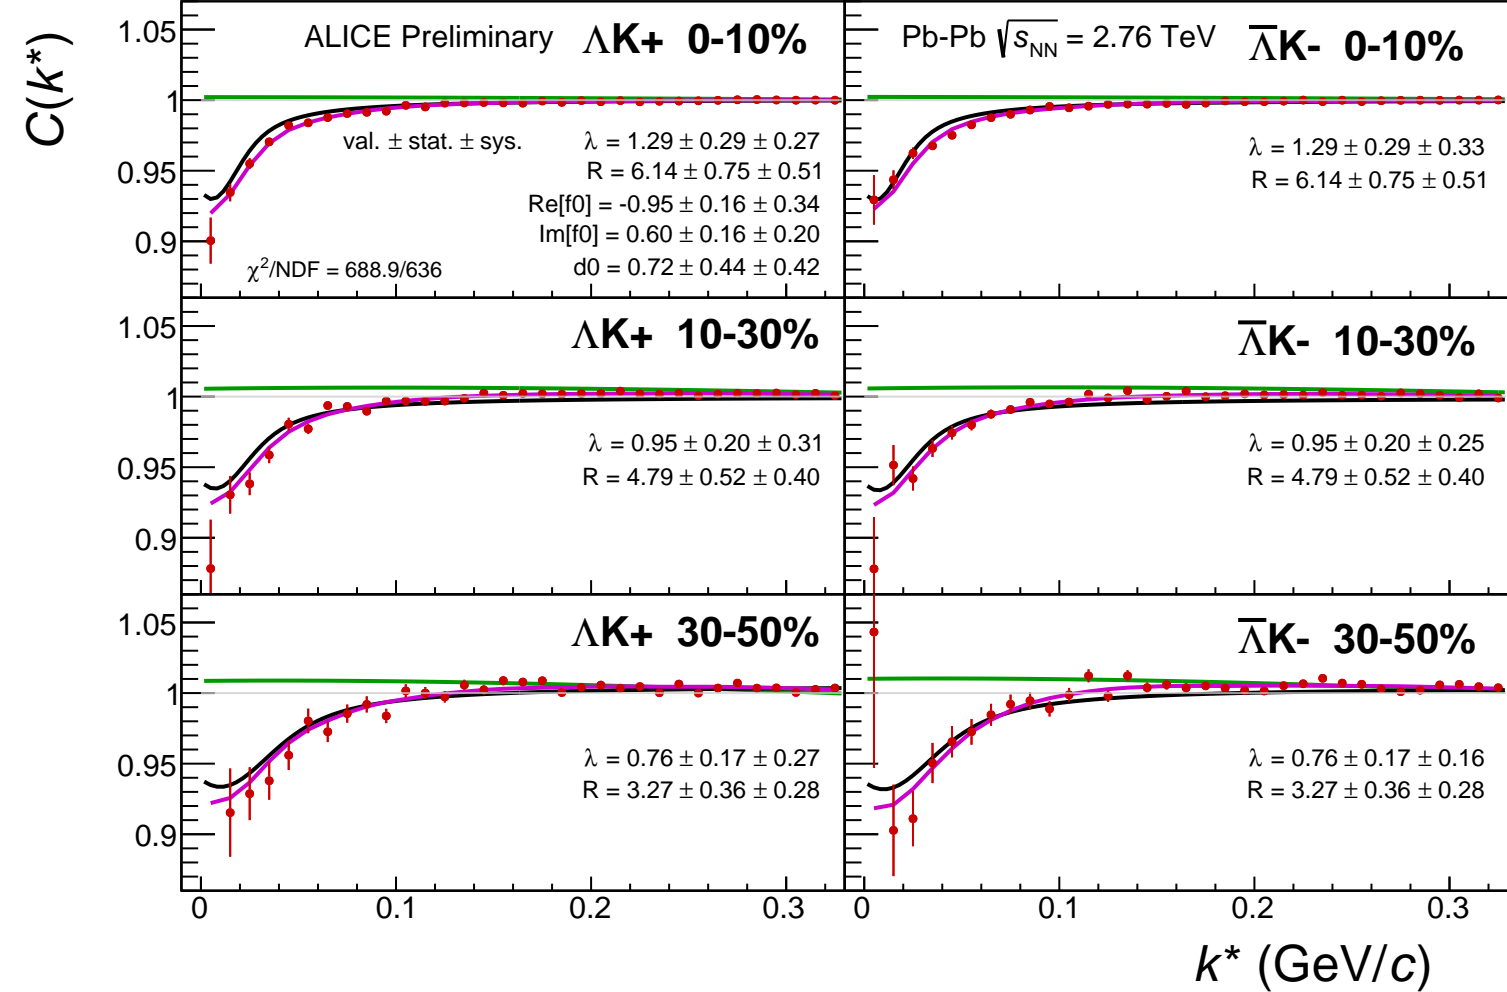 C(k*)
ALICE Preliminary ΛK+ 0-10%
1.05
1
0.95
0.9
val. ± stat. ± sys.
λ = 1.29 ± 0.29 ± 0.27
R = 6.14 ± 0.75 ± 0.51
Re[f0] = -0.95 ± 0.16 ± 0.34
Im[f0] = 0.60 ± 0.16 ± 0.20
d0 = 0.72 ± 0.44 ± 0.42
χ²/NDF = 688.9/636
Pb-Pb √s_NN = 2.76 TeV Λ̅K- 0-10%
λ = 1.29 ± 0.29 ± 0.33
R = 6.14 ± 0.75 ± 0.51
ΛK+ 10-30%
1.05
1
0.95
0.9
λ = 0.95 ± 0.20 ± 0.31
R = 4.79 ± 0.52 ± 0.40
Λ̅K- 10-30%
λ = 0.95 ± 0.20 ± 0.25
R = 4.79 ± 0.52 ± 0.40
ΛK+ 30-50%
1.05
1
0.95
0.9
λ = 0.76 ± 0.17 ± 0.27
R = 3.27 ± 0.36 ± 0.28
Λ̅K- 30-50%
λ = 0.76 ± 0.17 ± 0.16
R = 3.27 ± 0.36 ± 0.28
0 0.1 0.2 0.3
0 0.1 0.2 0.3
k* (GeV/c)